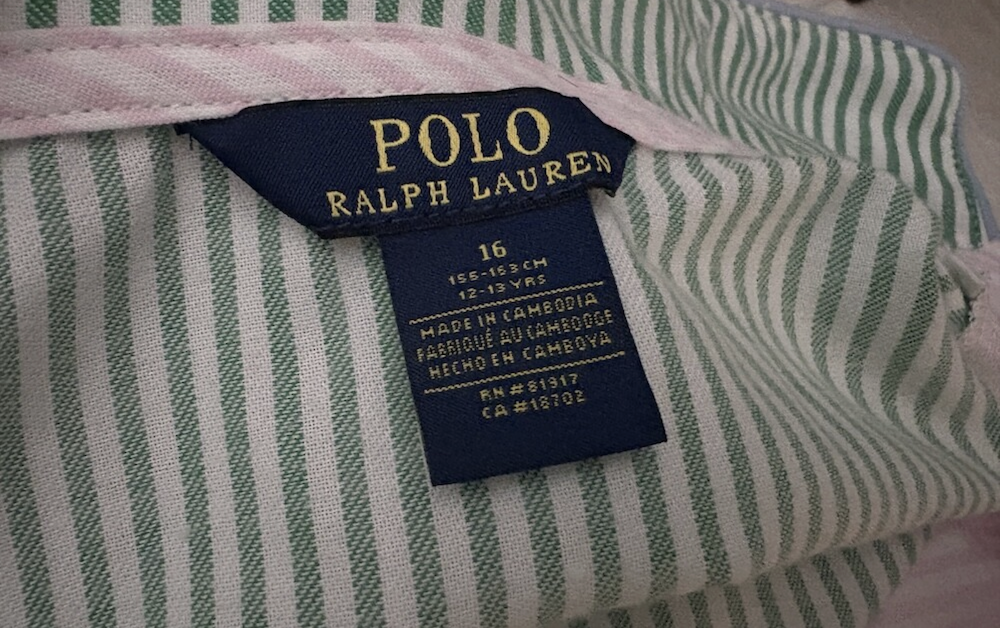 POLO
RALPH LAUREN
16
155-163 CM
12-13 YRS
MADE IN CAMBODIA
FABRIQUÉ AU CAMBODGE
HECHO EN CAMBOYA
RN #81917
CA #18702